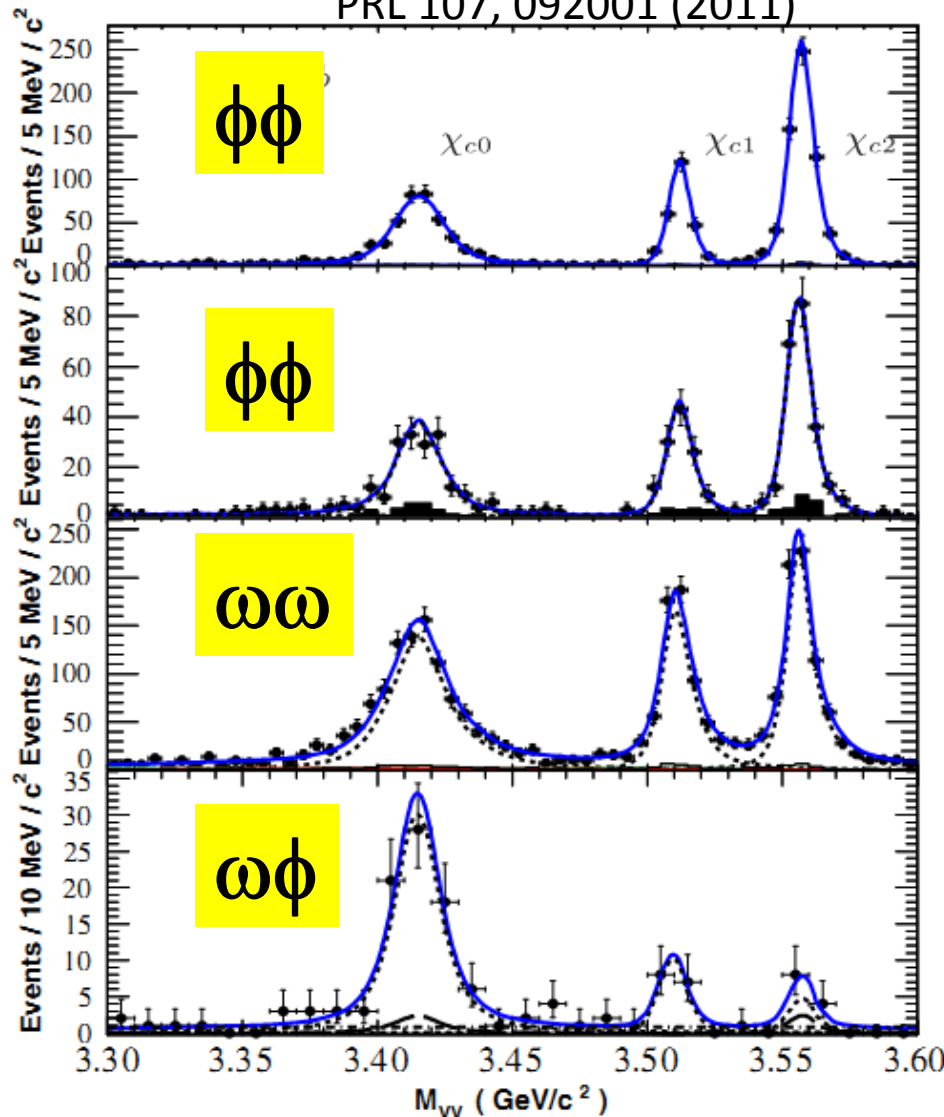 PRL 107, 092001 (2011)
Events / 5 MeV / c²
250
200
150
100
50
0
ϕϕ
χc0
χc1
χc2
Events / 5 MeV / c²
100
80
60
40
20
0
ϕϕ
Events / 5 MeV / c²
250
200
150
100
50
0
ωω
Events / 10 MeV / c²
35
30
25
20
15
10
5
0
ωϕ
3.30 3.40 3.45 3.50 3.55 3.60
M_VV ( GeV/c² )